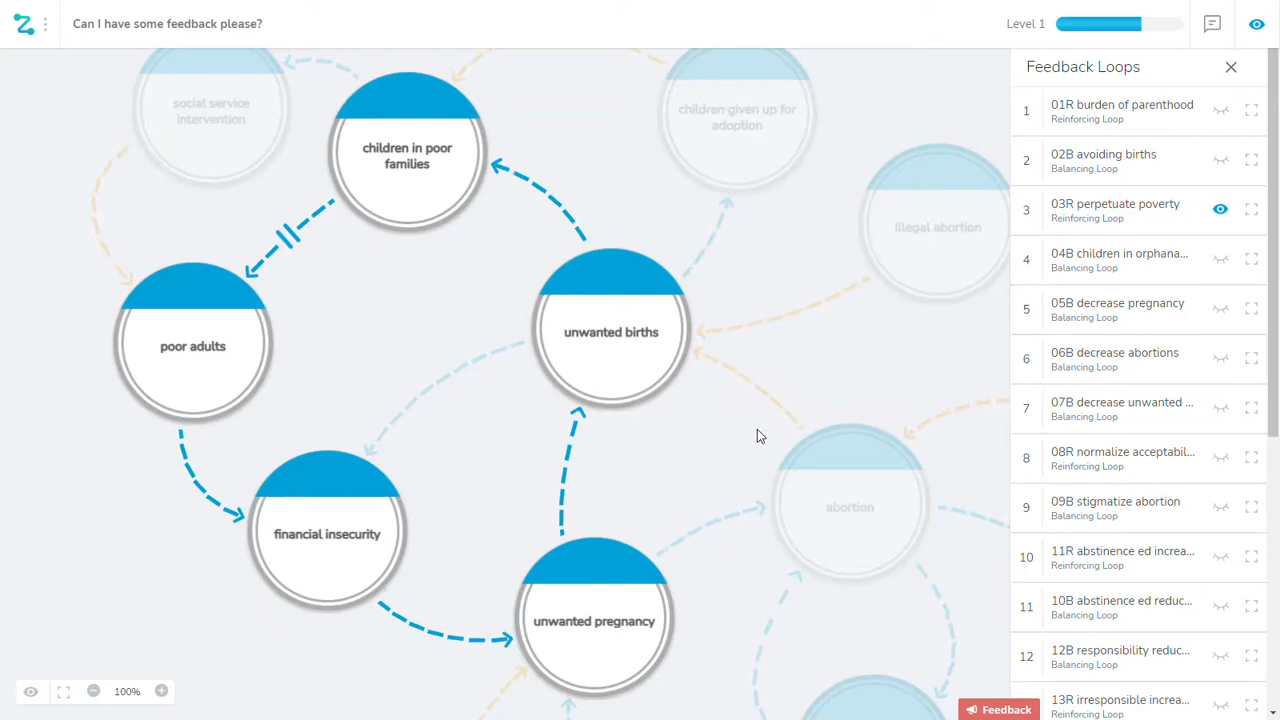 Can I have some feedback please?
Level 1
Feedback Loops
1
01R burden of parenthood
Reinforcing Loop
2
02B avoiding births
Balancing Loop
3
03R perpetuate poverty
Reinforcing Loop
4
04B children in orphana...
Balancing Loop
5
05B decrease pregnancy
Balancing Loop
6
06B decrease abortions
Balancing Loop
7
07B decrease unwanted ...
Balancing Loop
8
08R normalize acceptabil...
Reinforcing Loop
9
09B stigmatize abortion
Balancing Loop
10
11R abstinence ed increa...
Reinforcing Loop
11
10B abstinence ed reduc...
Balancing Loop
12
12B responsibility reduc...
Balancing Loop
13
13R irresponsible increa...
Reinforcing Loop
social service
intervention
children in poor
families
children given up for
adoption
illegal abortion
poor adults
unwanted births
financial insecurity
abortion
unwanted pregnancy
100%
Feedback